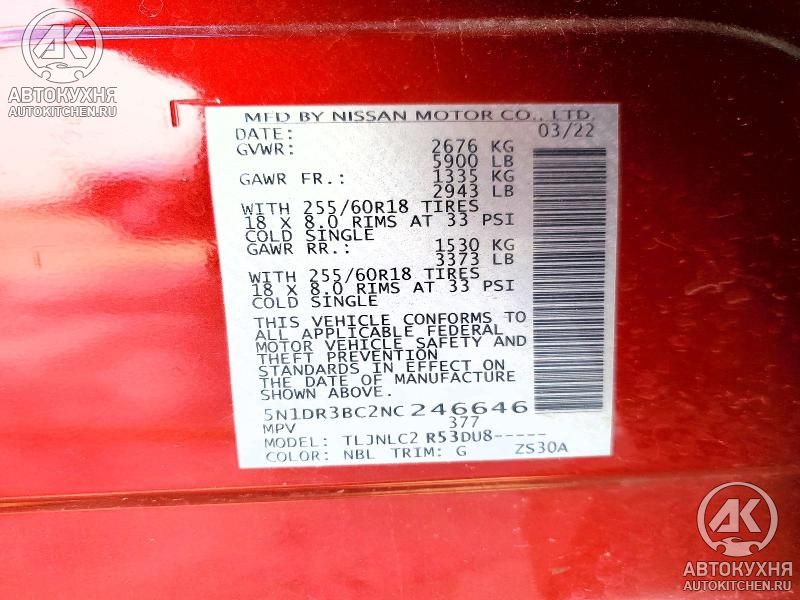 AK
АВТОКУХНЯ
AUTOKITCHEN.RU
MFD BY NISSAN MOTOR CO., LTD.
DATE: 03/22
GVWR: 2676 KG
5900 LB
GAWR FR.: 1335 KG
2943 LB
WITH 255/60R18 TIRES
18 X 8.0 RIMS AT 33 PSI
COLD SINGLE
GAWR RR.: 1530 KG
3373 LB
WITH 255/60R18 TIRES
18 X 8.0 RIMS AT 33 PSI
COLD SINGLE
THIS VEHICLE CONFORMS TO
ALL APPLICABLE FEDERAL
MOTOR VEHICLE SAFETY AND
THEFT PREVENTION
STANDARDS IN EFFECT ON
THE DATE OF MANUFACTURE
SHOWN ABOVE.
5N1DR3BC2NC246646
MPV 377
MODEL: TLJNLC2 R53DU8-----
COLOR: NBL TRIM: G ZS30A
AK
АВТОКУХНЯ
AUTOKITCHEN.RU